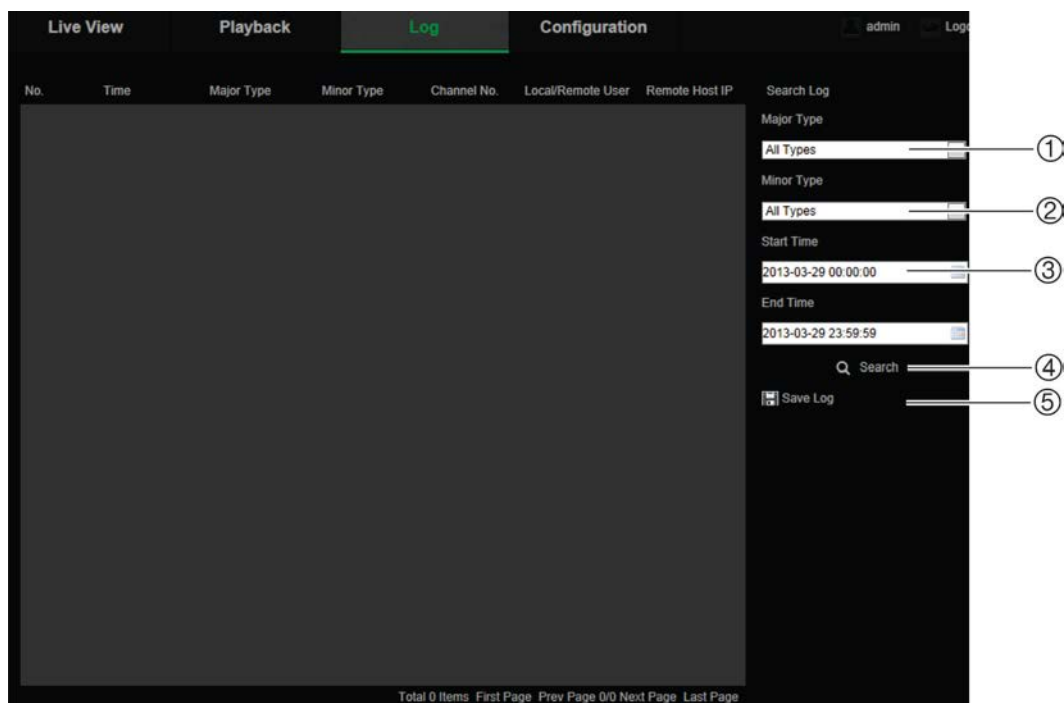 Live View Playback Log Configuration admin Logo
No. Time Major Type Minor Type Channel No. Local/Remote User Remote Host IP Search Log
Major Type
All Types ①
Minor Type
All Types ②
Start Time
2013-03-29 00:00:00 ③
End Time
2013-03-29 23:59:59
Search ④
Save Log ⑤
Total 0 Items First Page Prev Page 0/0 Next Page Last Page